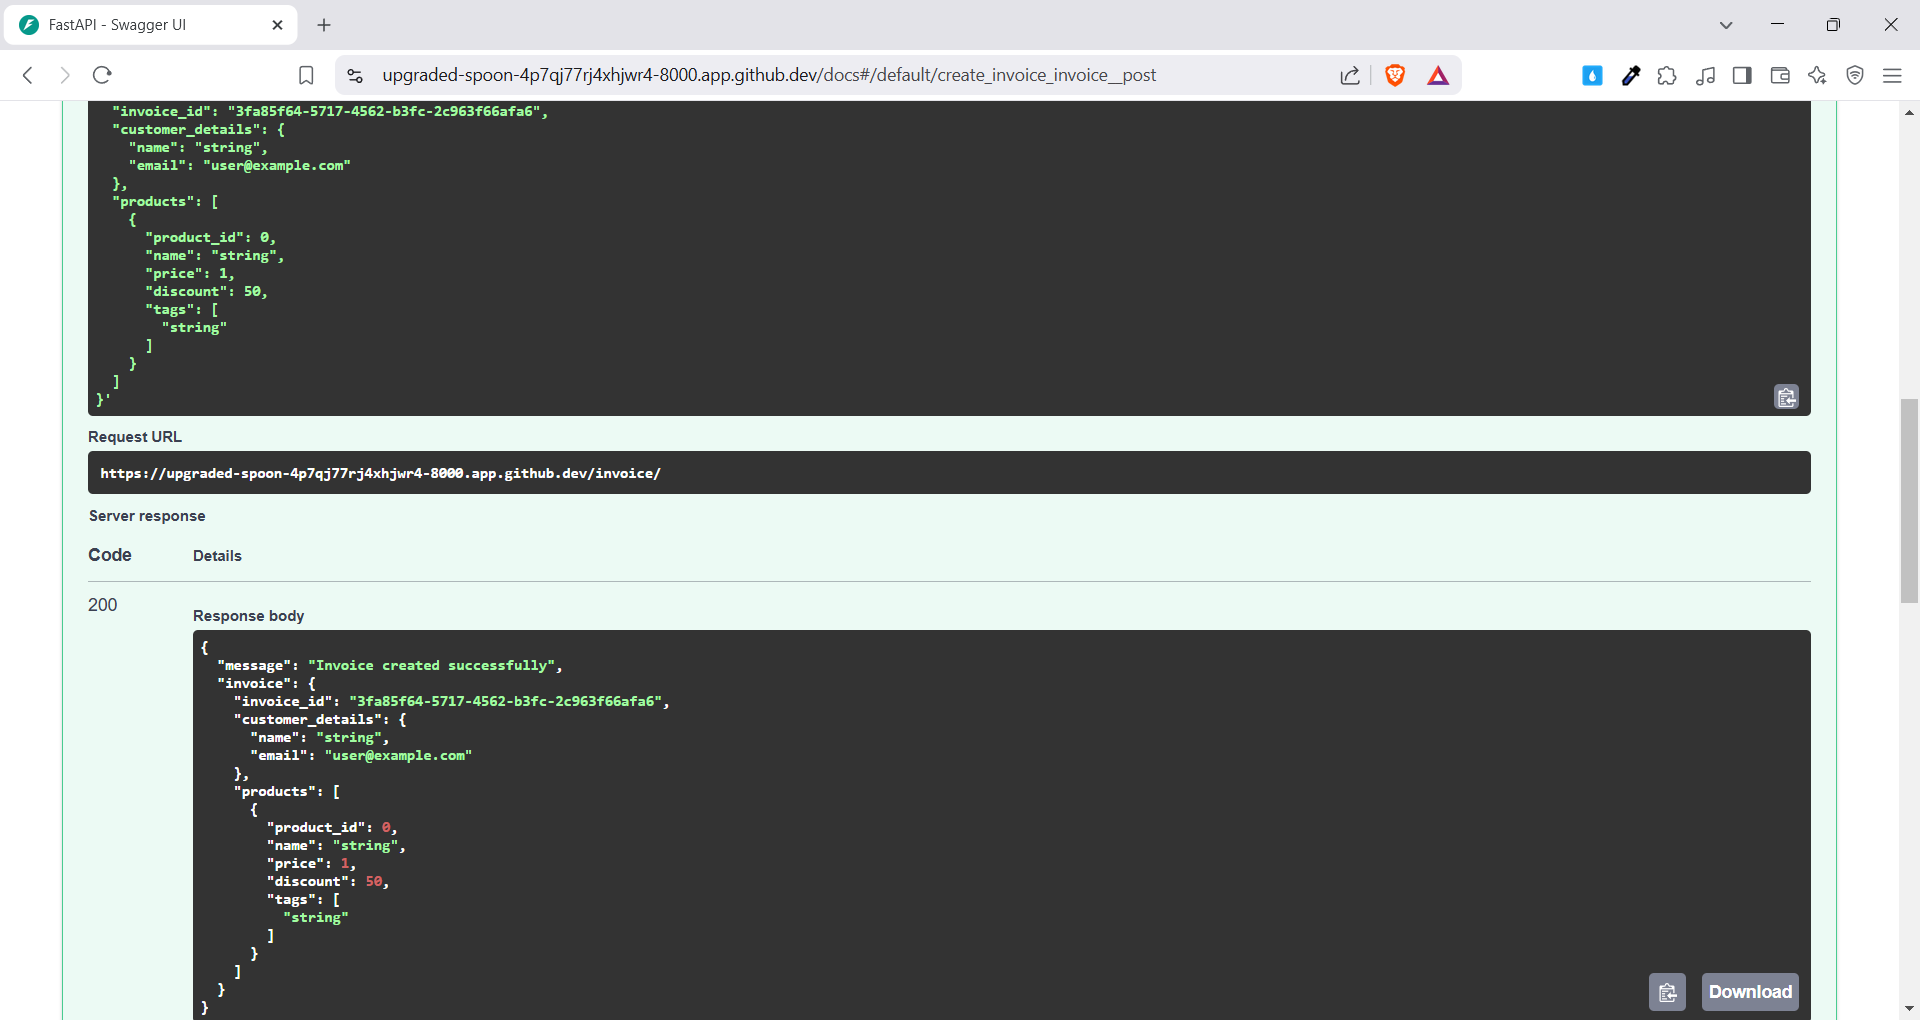 FastAPI - Swagger UI
upgraded-spoon-4p7qj77rj4xhjwr4-8000.app.github.dev/docs#/default/create_invoice_invoice__post
"invoice_id": "3fa85f64-5717-4562-b3fc-2c963f66afa6",
"customer_details": {
"name": "string",
"email": "user@example.com"
},
"products": [
{
"product_id": 0,
"name": "string",
"price": 1,
"discount": 50,
"tags": [
"string"
]
}
]
}'
Request URL
https://upgraded-spoon-4p7qj77rj4xhjwr4-8000.app.github.dev/invoice/
Server response
Code Details
200
Response body
{
"message": "Invoice created successfully",
"invoice": {
"invoice_id": "3fa85f64-5717-4562-b3fc-2c963f66afa6",
"customer_details": {
"name": "string",
"email": "user@example.com"
},
"products": [
{
"product_id": 0,
"name": "string",
"price": 1,
"discount": 50,
"tags": [
"string"
]
}
]
}
}
Download